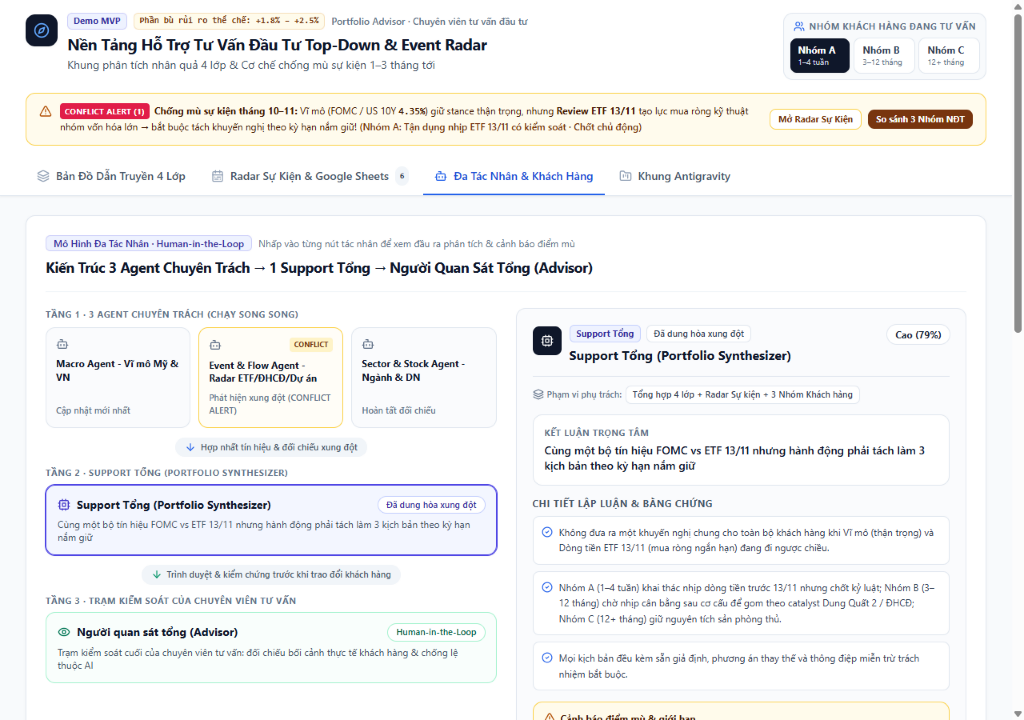 Demo MVP
Phần bù rủi ro thể chế: +1.8% – +2.5%
Portfolio Advisor · Chuyên viên tư vấn đầu tư
Nền Tảng Hỗ Trợ Tư Vấn Đầu Tư Top-Down & Event Radar
Khung phân tích nhân quả 4 lớp & Cơ chế chống mù sự kiện 1–3 tháng tới
NHÓM KHÁCH HÀNG ĐANG TƯ VẤN
Nhóm A
1–4 tuần
Nhóm B
3–12 tháng
Nhóm C
12+ tháng
CONFLICT ALERT (1) Chống mù sự kiện tháng 10–11: Vĩ mô (FOMC / US 10Y 4.35%) giữ stance thận trọng, nhưng Review ETF 13/11 tạo lực mua ròng kỹ thuật
nhóm vốn hóa lớn → bắt buộc tách khuyến nghị theo kỳ hạn nắm giữ! (Nhóm A: Tận dụng nhịp ETF 13/11 có kiểm soát · Chốt chủ động)
Mở Radar Sự Kiện
So sánh 3 Nhóm NĐT
Bản Đồ Dẫn Truyền 4 Lớp
Radar Sự Kiện & Google Sheets 6
Đa Tác Nhân & Khách Hàng
Khung Antigravity
Mô Hình Đa Tác Nhân · Human-in-the-Loop
Nhấp vào từng nút tác nhân để xem đầu ra phân tích & cảnh báo điểm mù
Kiến Trúc 3 Agent Chuyên Trách → 1 Support Tổng → Người Quan Sát Tổng (Advisor)
TẦNG 1 · 3 AGENT CHUYÊN TRÁCH (CHẠY SONG SONG)
Macro Agent - Vĩ mô Mỹ &
VN
Cập nhật mới nhất
CONFLICT
Event & Flow Agent -
Radar ETF/ĐHCĐ/Dự án
Phát hiện xung đột (CONFLICT
ALERT)
Sector & Stock Agent -
Ngành & DN
Hoàn tất đối chiếu
Hợp nhất tín hiệu & đối chiếu xung đột
TẦNG 2 · SUPPORT TỔNG (PORTFOLIO SYNTHESIZER)
Support Tổng (Portfolio Synthesizer)
Đã dung hòa xung đột
Cùng một bộ tín hiệu FOMC vs ETF 13/11 nhưng hành động phải tách làm 3 kịch bản theo kỳ hạn
nắm giữ
Trình duyệt & kiểm chứng trước khi trao đổi khách hàng
TẦNG 3 · TRẠM KIỂM SOÁT CỦA CHUYÊN VIÊN TƯ VẤN
Người quan sát tổng (Advisor)
Human-in-the-Loop
Trạm kiểm soát cuối của chuyên viên tư vấn: đối chiếu bối cảnh thực tế khách hàng & chống lệ
thuộc AI
Support Tổng
Đã dung hòa xung đột
Cao (79%)
Support Tổng (Portfolio Synthesizer)
Phạm vi phụ trách:
Tổng hợp 4 lớp + Radar Sự kiện + 3 Nhóm Khách hàng
KẾT LUẬN TRỌNG TÂM
Cùng một bộ tín hiệu FOMC vs ETF 13/11 nhưng hành động phải tách làm 3
kịch bản theo kỳ hạn nắm giữ
CHI TIẾT LẬP LUẬN & BẰNG CHỨNG
Không đưa ra một khuyến nghị chung cho toàn bộ khách hàng khi Vĩ mô (thận trọng) và
Dòng tiền ETF 13/11 (mua ròng ngắn hạn) đang đi ngược chiều.
Nhóm A (1–4 tuần) khai thác nhịp dòng tiền trước 13/11 nhưng chốt kỷ luật; Nhóm B (3–
12 tháng) chờ nhịp cân bằng sau cơ cấu để gom theo catalyst Dung Quất 2 / ĐHCĐ;
Nhóm C (12+ tháng) giữ nguyên tích sản phòng thủ.
Mọi kịch bản đều kèm sẵn giả định, phương án thay thế và thông điệp miễn trừ trách
nhiệm bắt buộc.
Cảnh báo điểm mù & giới hạn